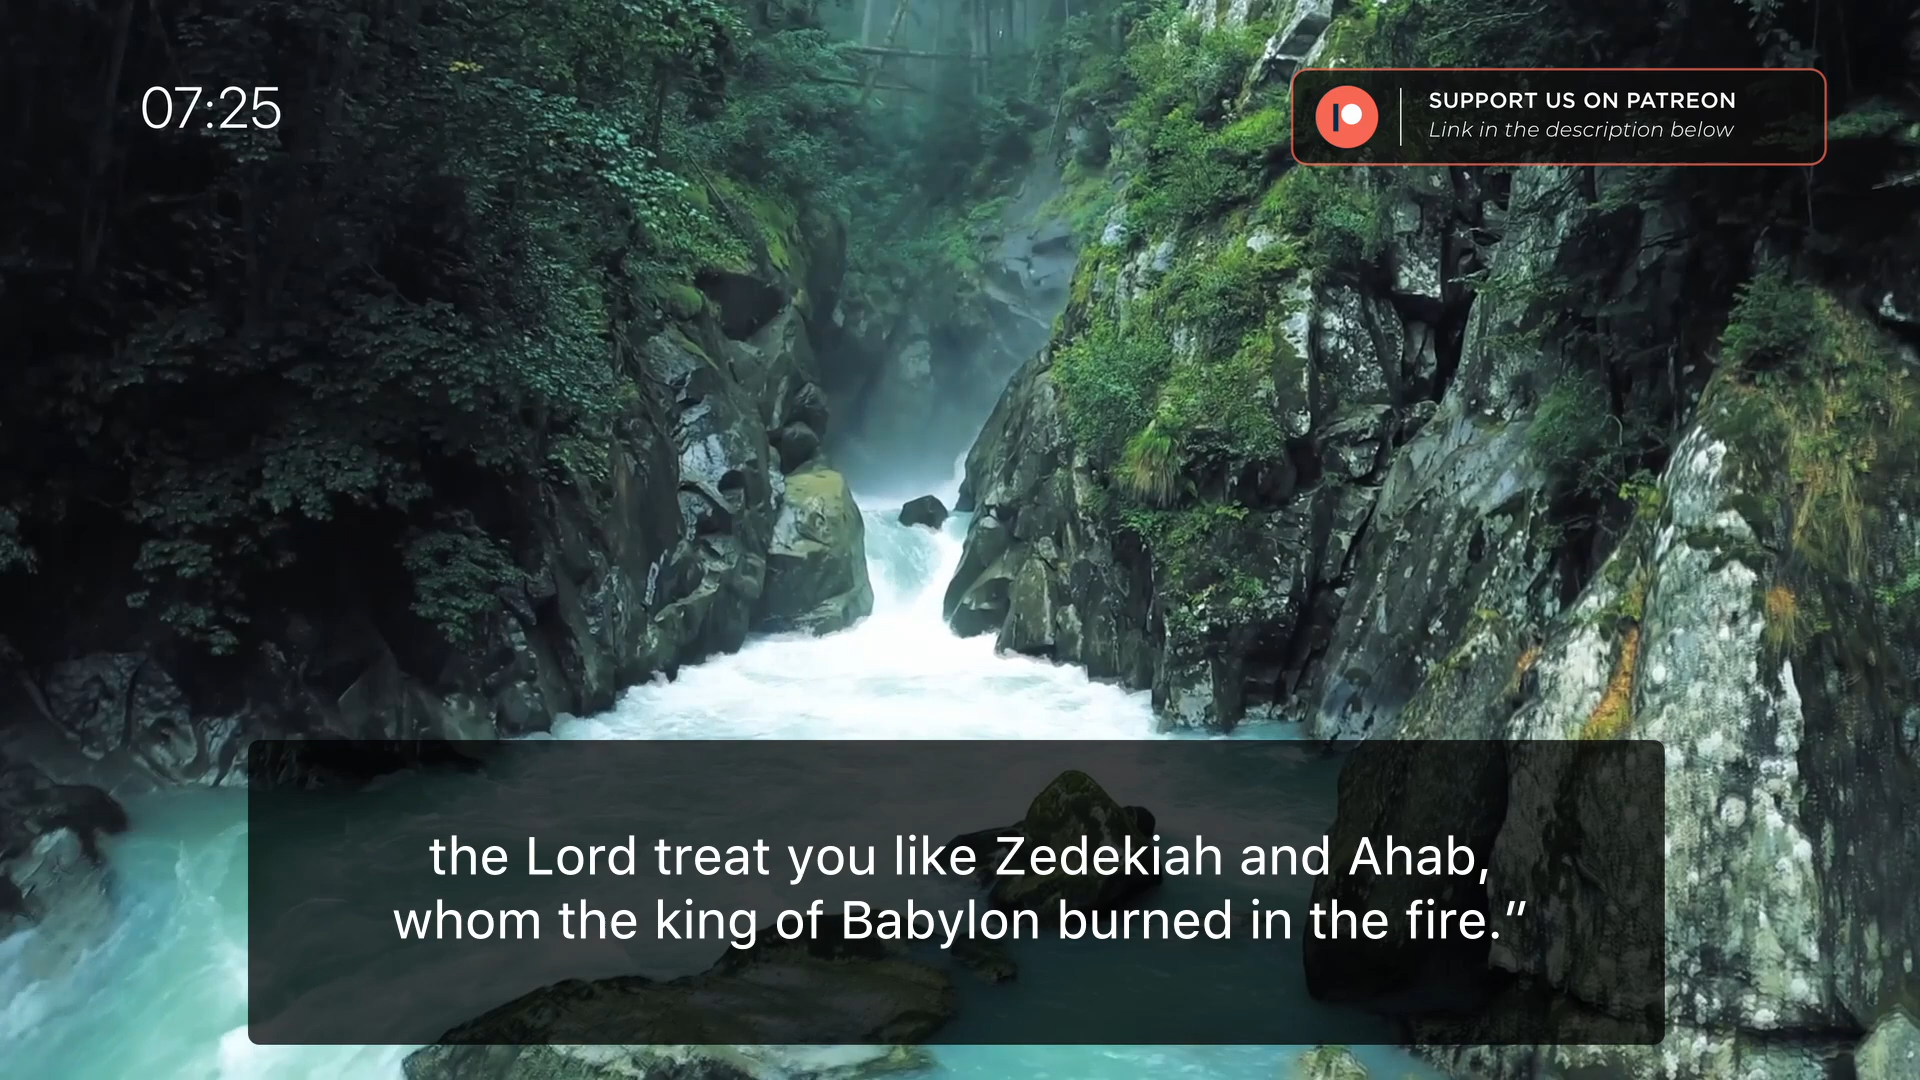 07:25
SUPPORT US ON PATREON
Link in the description below
the Lord treat you like Zedekiah and Ahab,
whom the king of Babylon burned in the fire.”